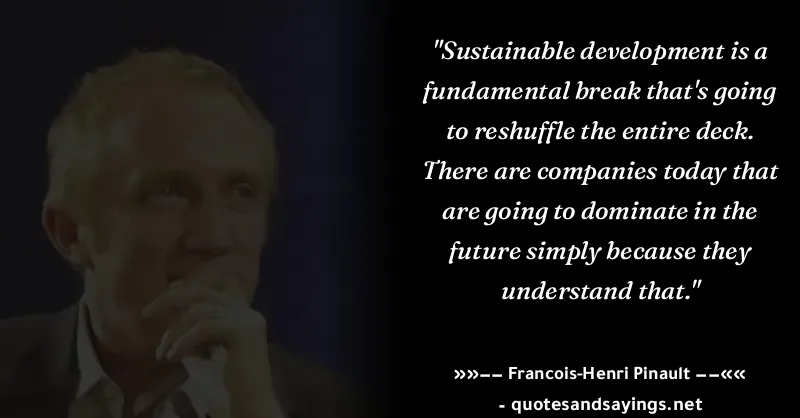 "Sustainable development is a
fundamental break that's going
to reshuffle the entire deck.
There are companies today that
are going to dominate in the
future simply because they
understand that."
»»−− Francois-Henri Pinault −−««
- quotesandsayings.net